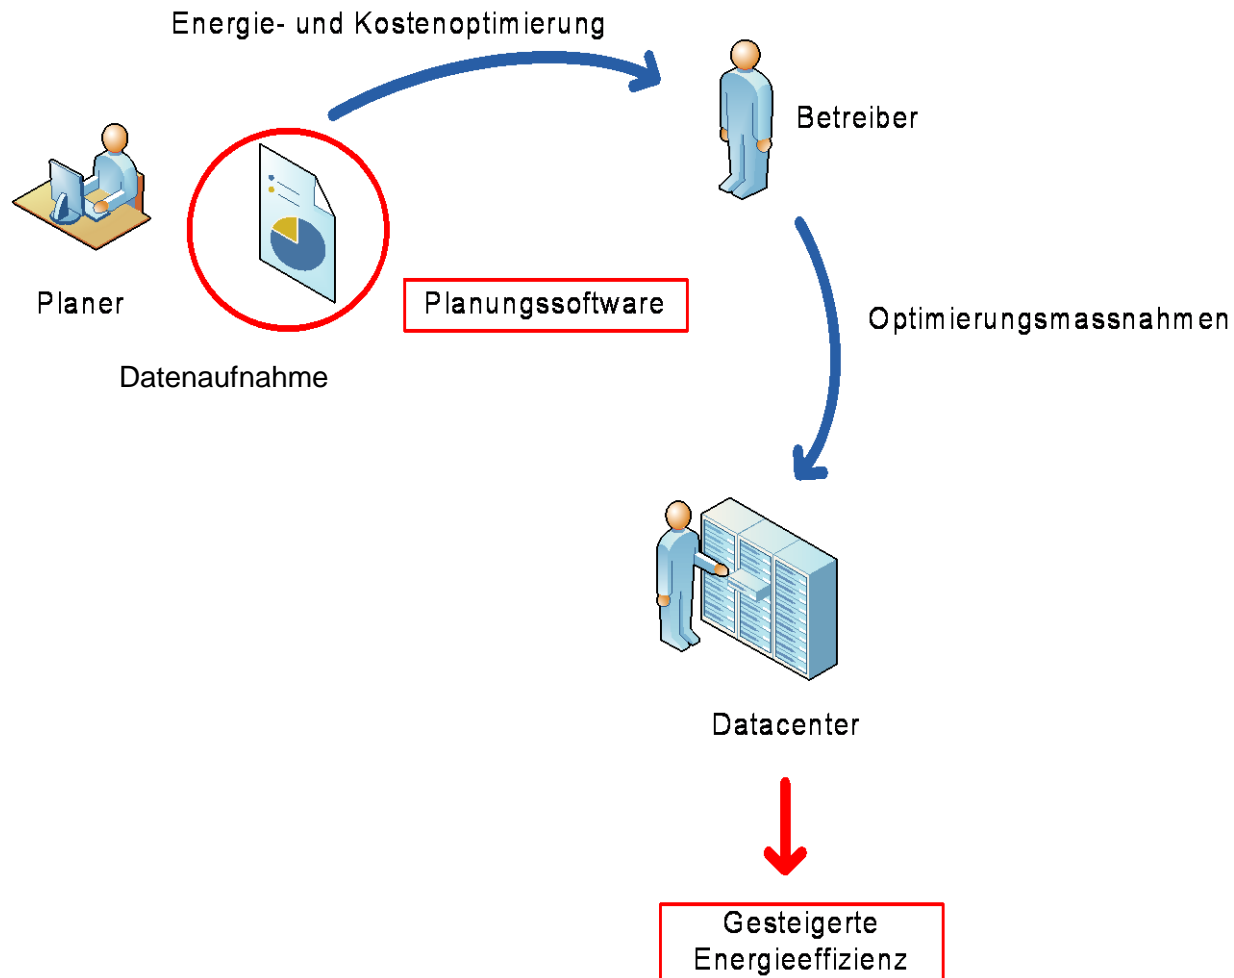 Energie- und Kostenoptimierung
Betreiber
Planer
Planungssoftware
Optimierungsmassnahmen
Datenaufnahme
Datacenter
Gesteigerte
Energieeffizienz